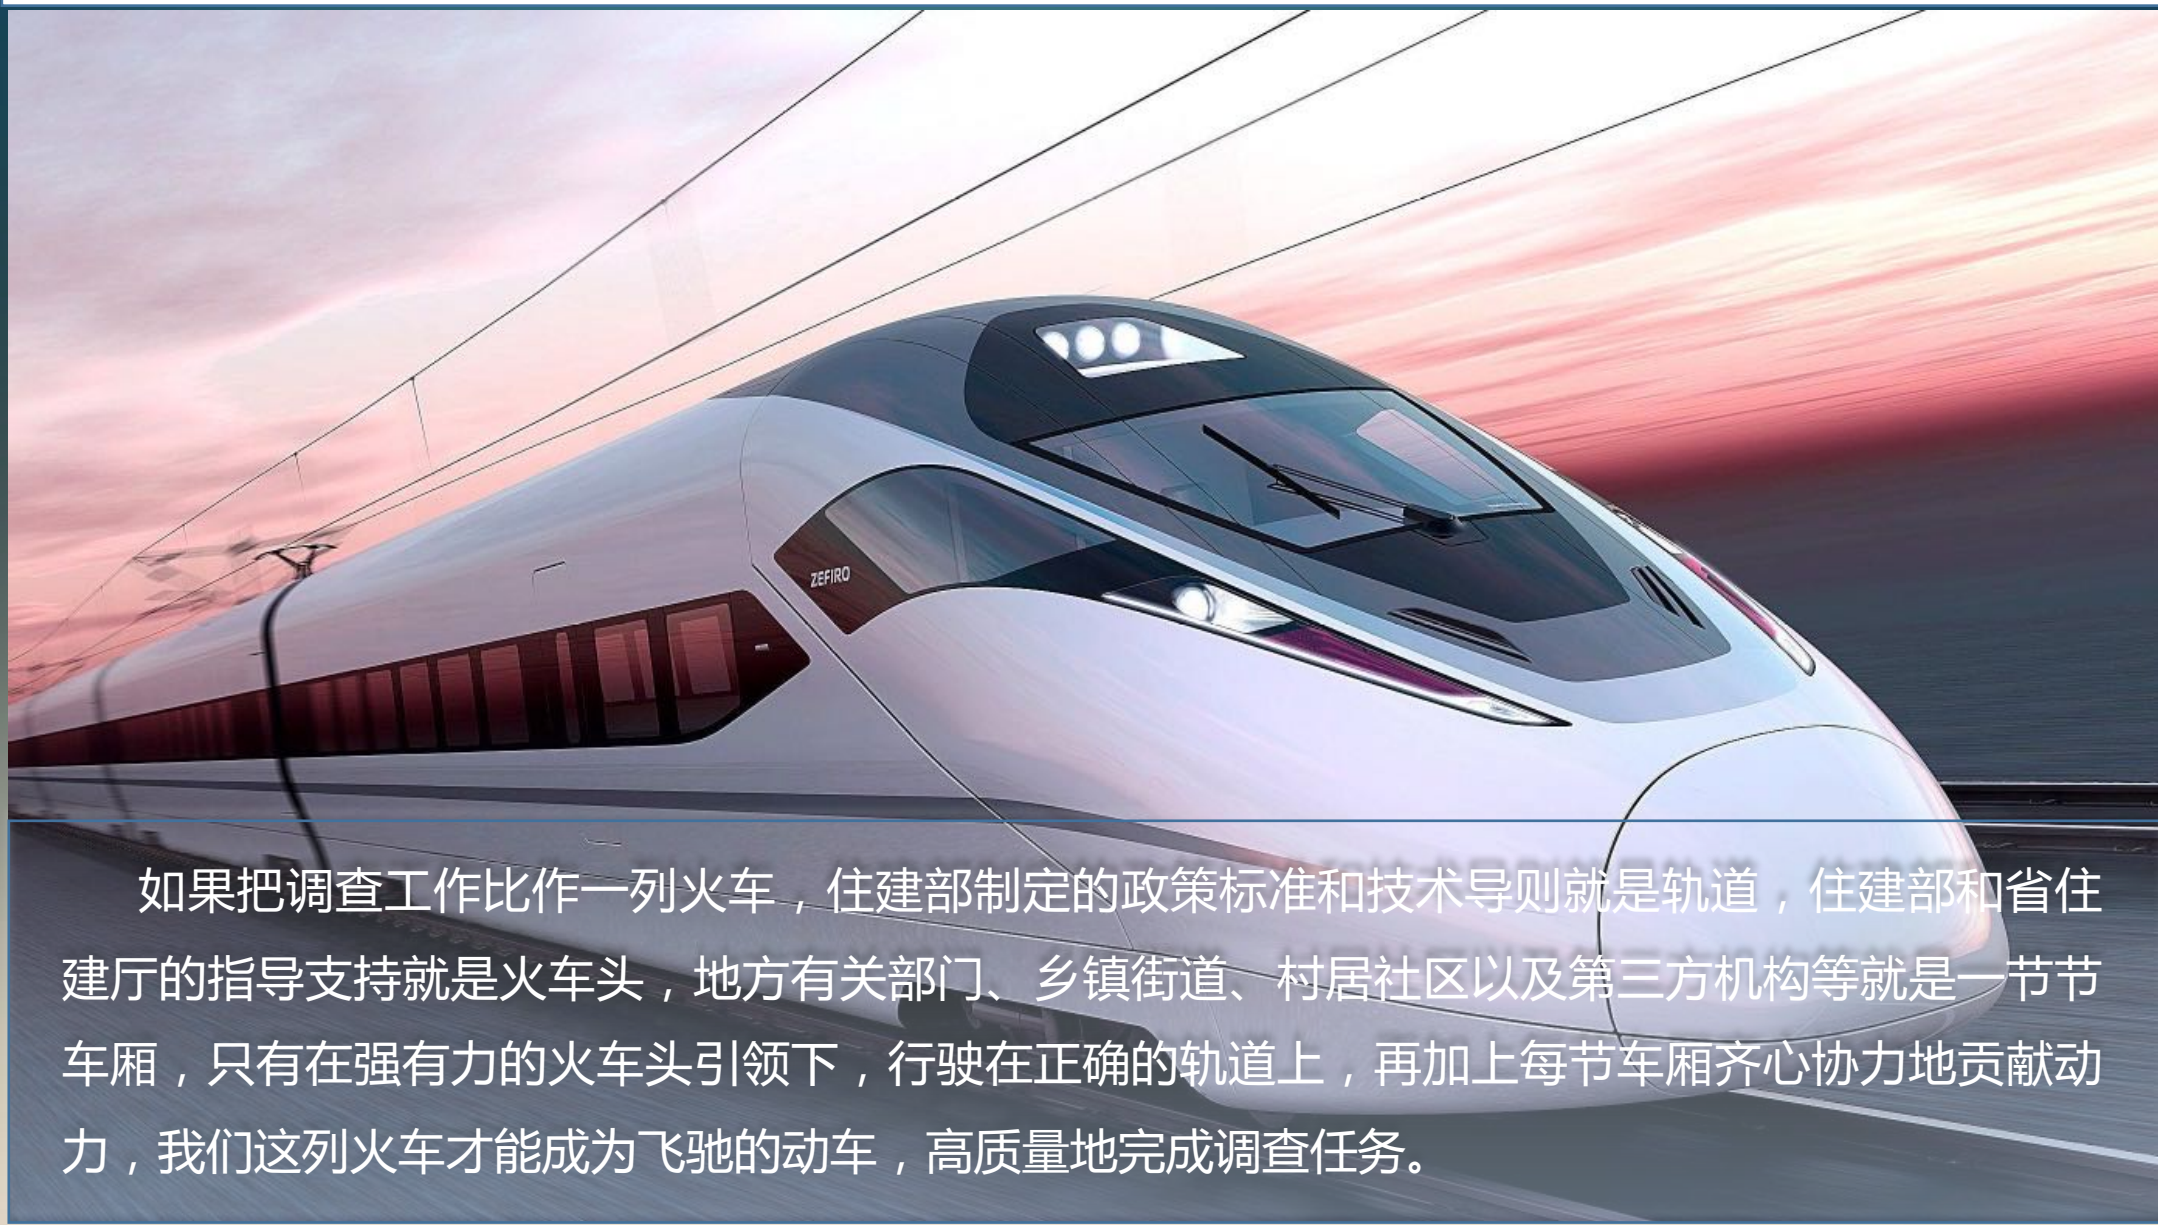 ZEFIRO
如果把调查工作比作一列火车，住建部制定的政策标准和技术导则就是轨道，住建部和省住
建厅的指导支持就是火车头，地方有关部门、乡镇街道、村居社区以及第三方机构等就是一节节
车厢，只有在强有力的火车头引领下，行驶在正确的轨道上，再加上每节车厢齐心协力地贡献动
力，我们这列火车才能成为飞驰的动车，高质量地完成调查任务。